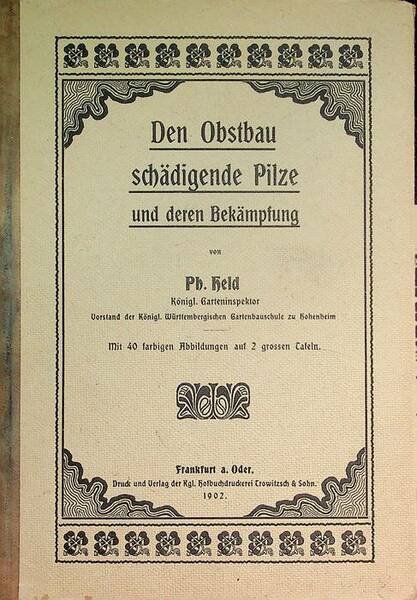 Den Obstbau
schädigende Pilze
und deren Bekämpfung
von
Ph. Held
Königl. Garteninspektor
Vorstand der Königl. Württembergischen Gartenbauschule zu Hohenheim
Mit 40 farbigen Abbildungen auf 2 grossen Tafeln.
Frankfurt a. Oder.
Druck und Verlag der Kgl. Hofbuchdruckerei Trowitzsch & Sohn.
1902.